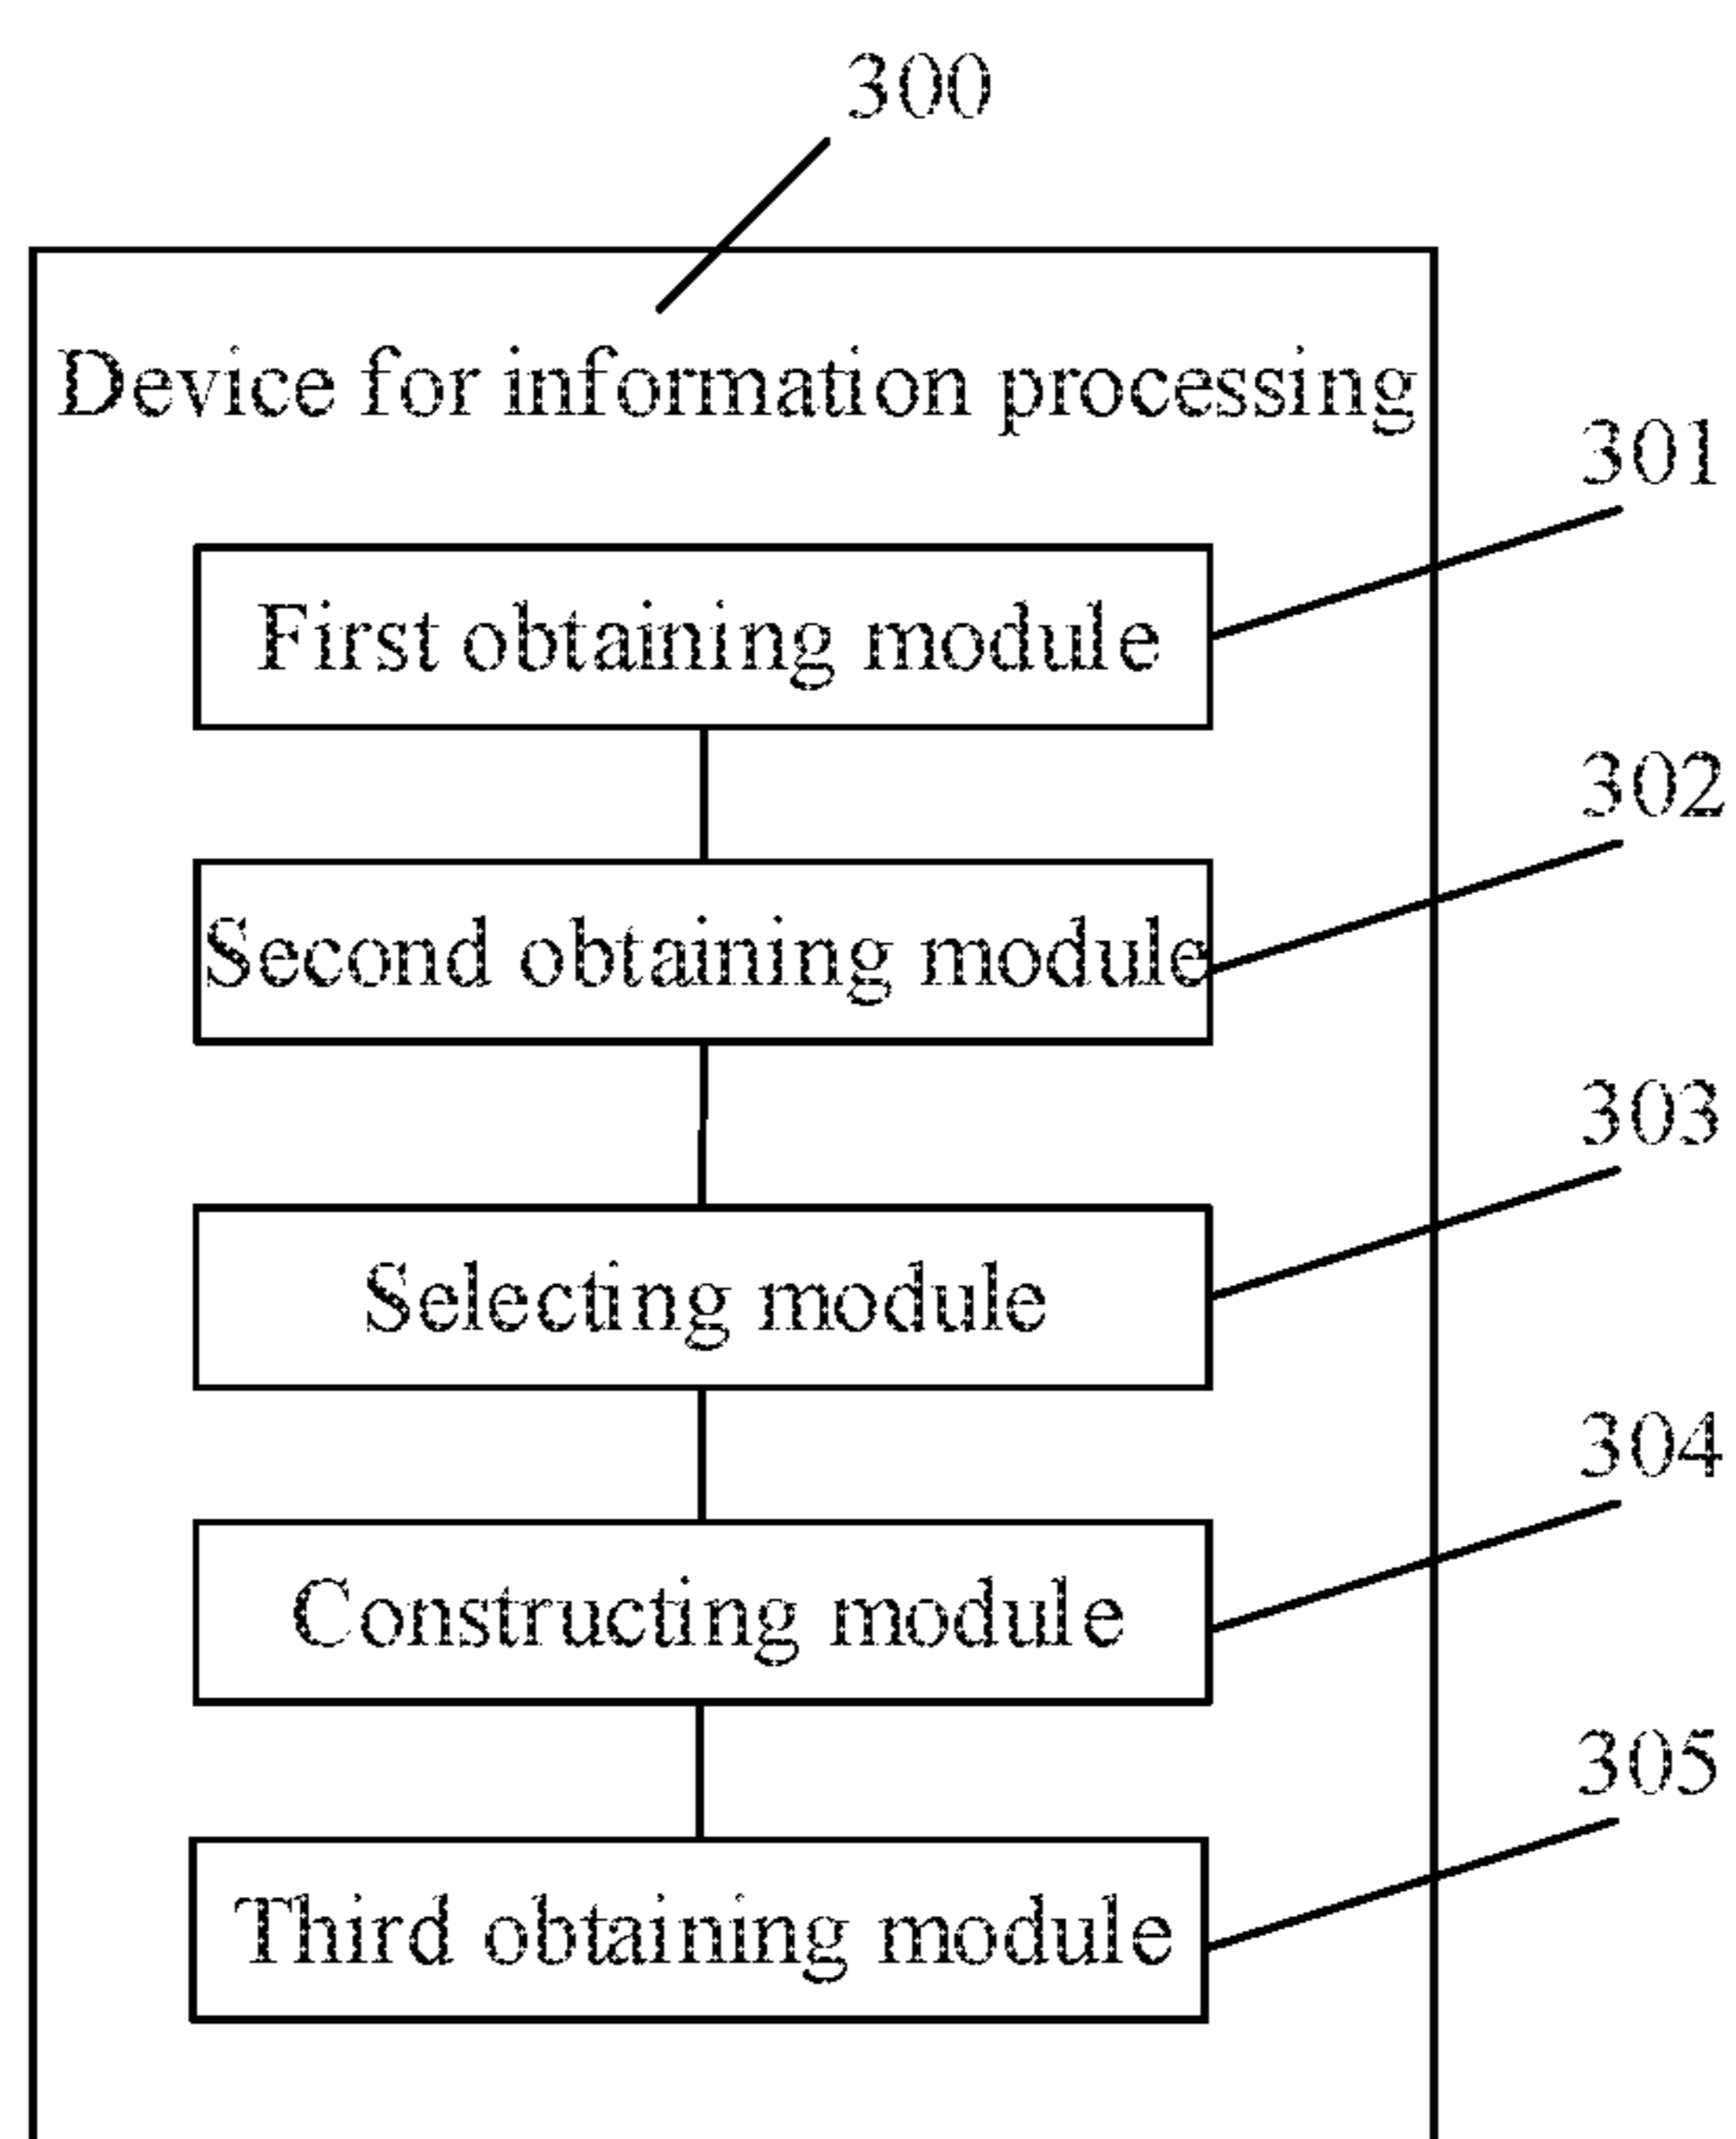 300
Device for information processing
301
First obtaining module
302
Second obtaining module
303
Selecting module
304
Constructing module
305
Third obtaining module